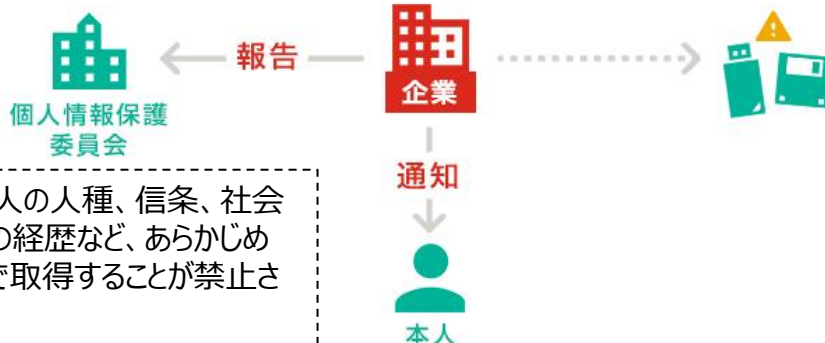 報告
企業
個人情報保護
委員会
通知
人の人種、信条、社会
の経歴など、あらかじめ
で取得することが禁止さ
本人